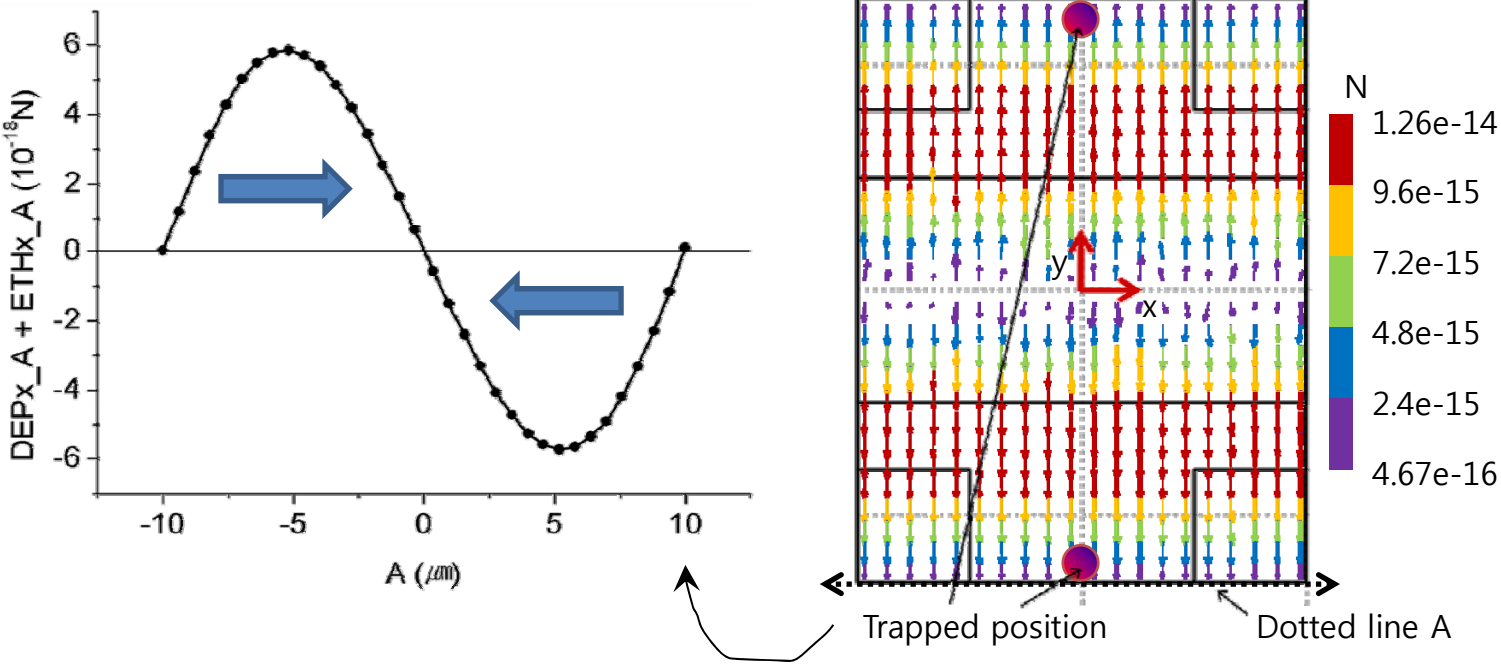 DEPx_A + ETHx_A (10⁻¹⁸N)
6
4
2
0
-2
-4
-6
-10
-5
0
5
10
A (㎛)
y
x
N
1.26e-14
9.6e-15
7.2e-15
4.8e-15
2.4e-15
4.67e-16
Trapped position
Dotted line A